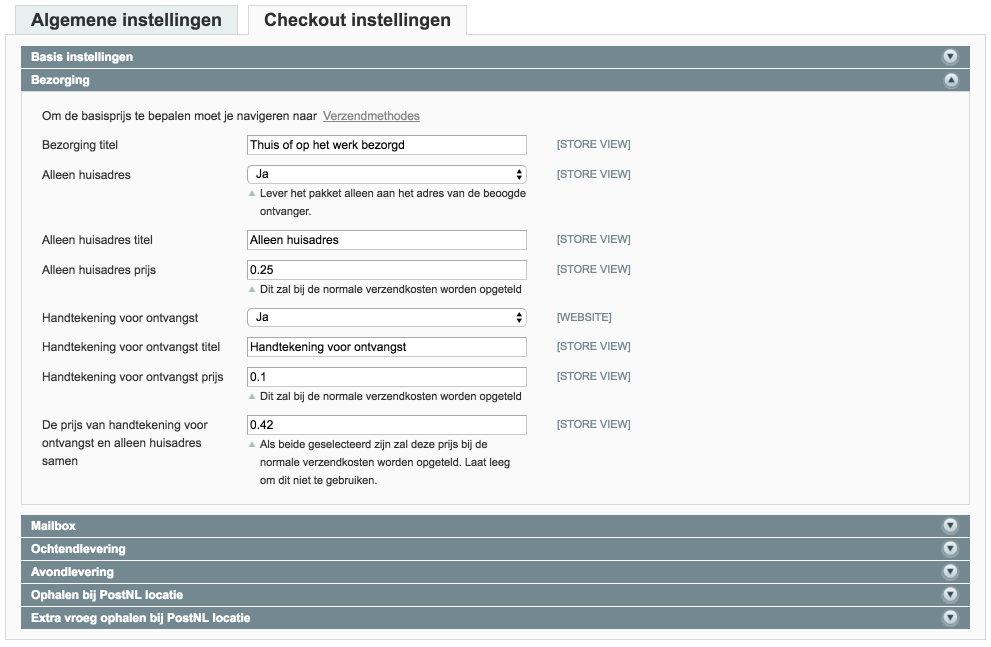 Algemene instellingen Checkout instellingen
Basis instellingen
Bezorging
Om de basisprijs te bepalen moet je navigeren naar Verzendmethodes
Bezorging titel Thuis of op het werk bezorgd [STORE VIEW]
Alleen huisadres Ja [STORE VIEW]
Lever het pakket alleen aan het adres van de beoogde
ontvanger.
Alleen huisadres titel Alleen huisadres [STORE VIEW]
Alleen huisadres prijs 0.25 [STORE VIEW]
Dit zal bij de normale verzendkosten worden opgeteld
Handtekening voor ontvangst Ja [WEBSITE]
Handtekening voor ontvangst titel Handtekening voor ontvangst [STORE VIEW]
Handtekening voor ontvangst prijs 0.1 [STORE VIEW]
Dit zal bij de normale verzendkosten worden opgeteld
De prijs van handtekening voor
ontvangst en alleen huisadres
samen
0.42 [STORE VIEW]
Als beide geselecteerd zijn zal deze prijs bij de
normale verzendkosten worden opgeteld. Laat leeg
om dit niet te gebruiken.
Mailbox
Ochtendlevering
Avondlevering
Ophalen bij PostNL locatie
Extra vroeg ophalen bij PostNL locatie